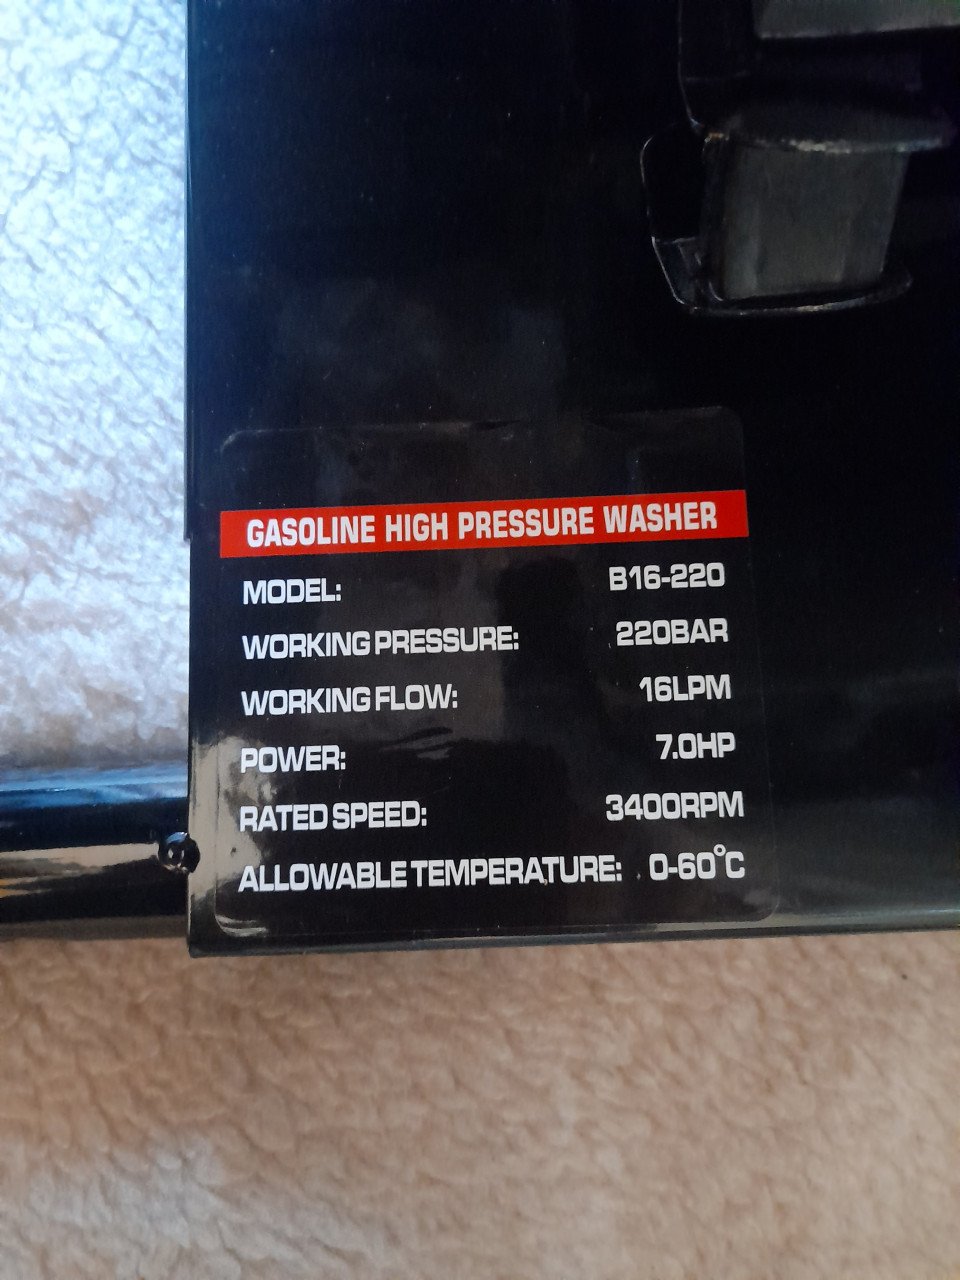 GASOLINE HIGH PRESSURE WASHER
MODEL: B16-220
WORKING PRESSURE: 220BAR
WORKING FLOW: 16LPM
POWER: 7.0HP
RATED SPEED: 3400RPM
ALLOWABLE TEMPERATURE: 0-60°C